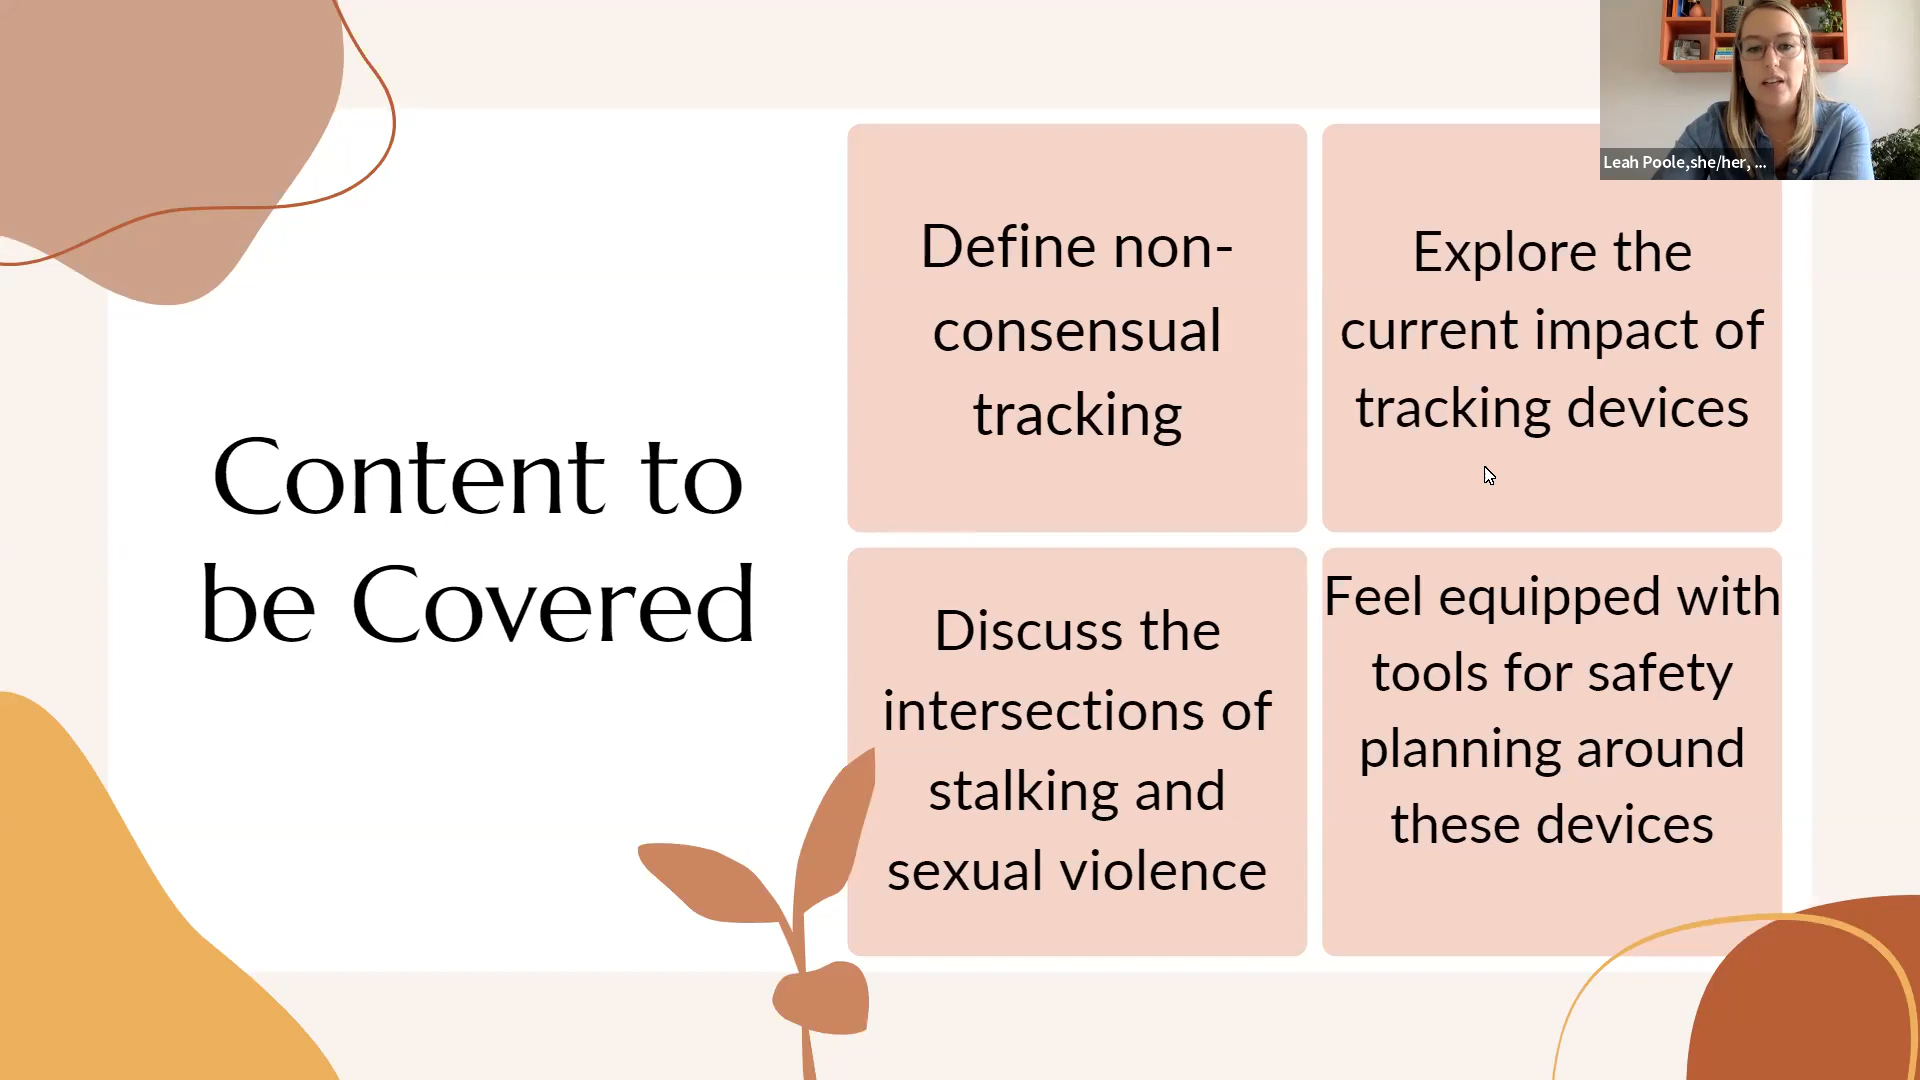 Content to
be Covered
Define non-
consensual
tracking
Explore the
current impact of
tracking devices
Discuss the
intersections of
stalking and
sexual violence
Feel equipped with
tools for safety
planning around
these devices
Leah Poole,she/her, ...